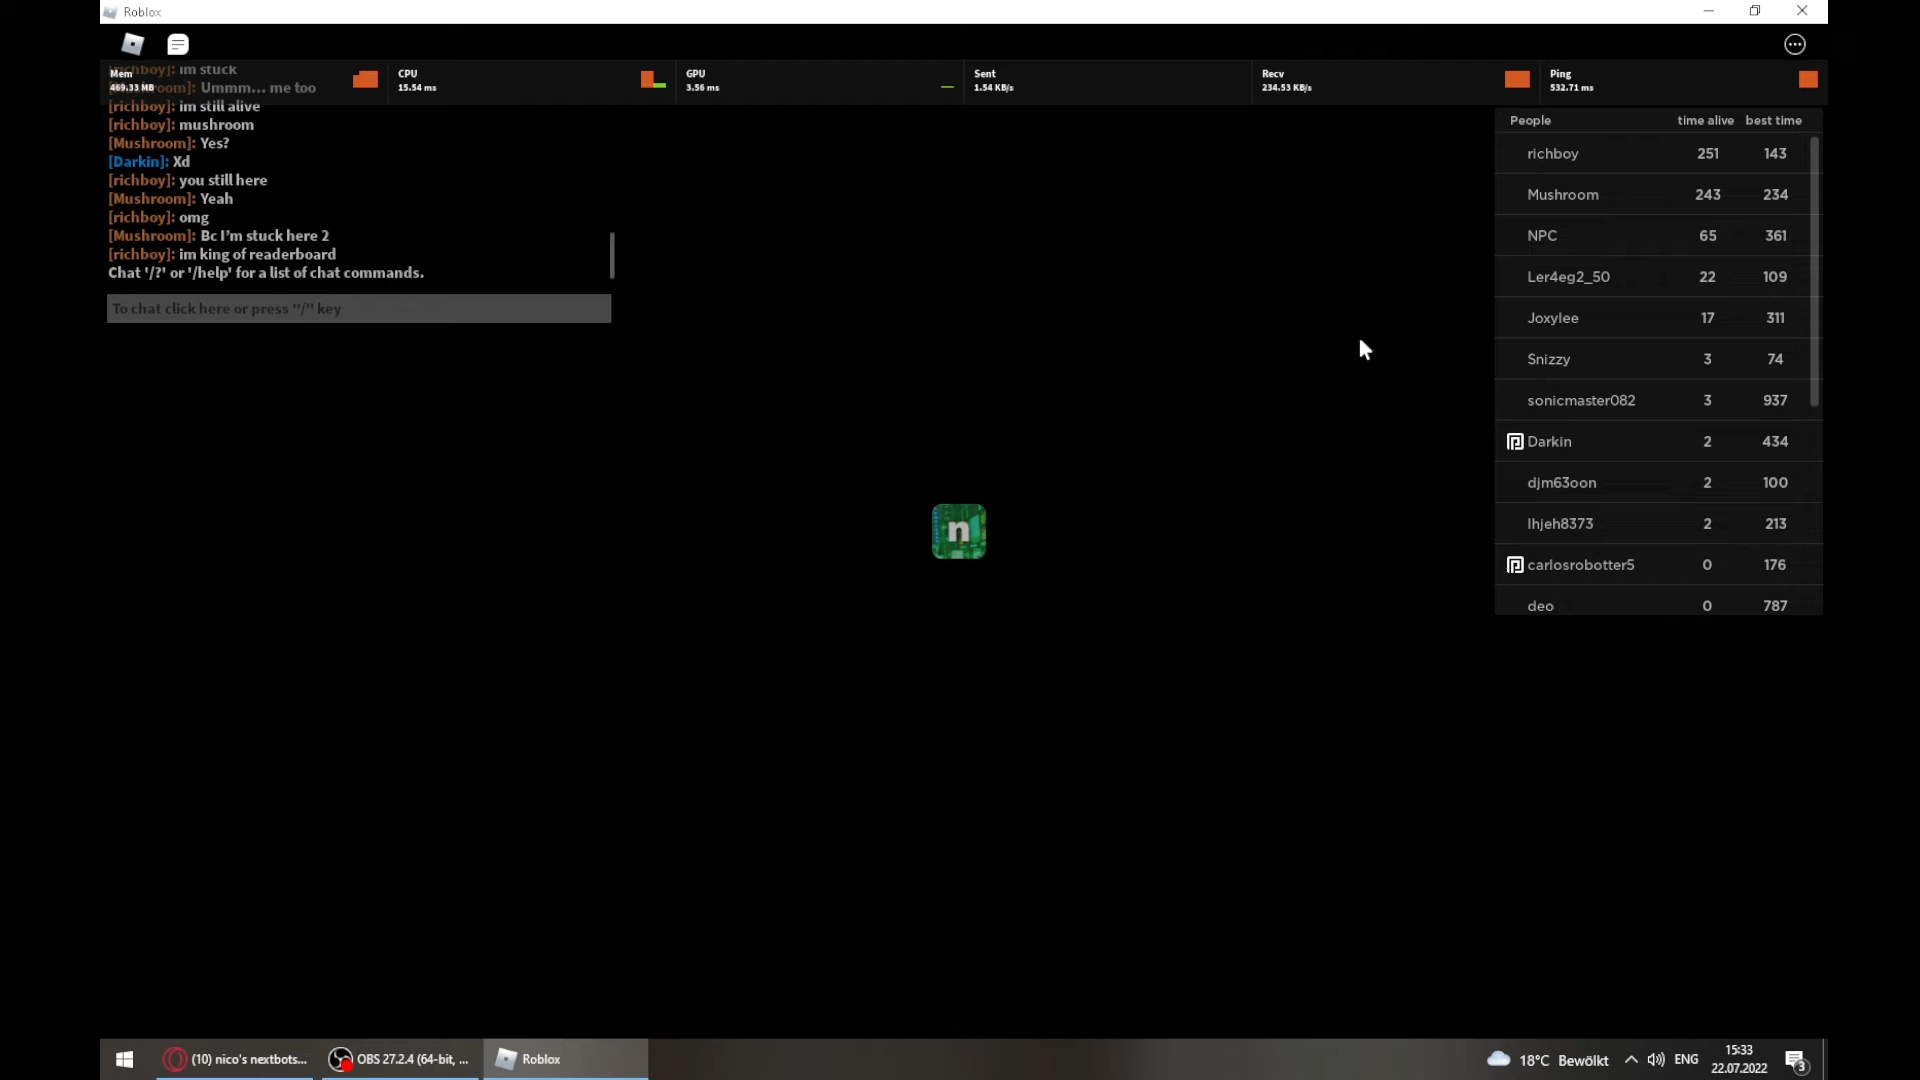 Roblox
[richboy]: im stuck
Mem
469.33 MB
CPU
15.54 ms
GPU
3.56 ms
Sent
1.54 KB/s
Recv
234.53 KB/s
Ping
532.71 ms
[Mushroom]: Ummm... me too
[richboy]: im still alive
[richboy]: mushroom
[Mushroom]: Yes?
[Darkin]: Xd
[richboy]: you still here
[Mushroom]: Yeah
[richboy]: omg
[Mushroom]: Bc I'm stuck here 2
[richboy]: im king of readerboard
Chat '/?' or '/help' for a list of chat commands.
To chat click here or press "/" key
People time alive best time
richboy 251 143
Mushroom 243 234
NPC 65 361
Ler4eg2_50 22 109
Joxylee 17 311
Snizzy 3 74
sonicmaster082 3 937
Darkin 2 434
djm63oon 2 100
lhjeh8373 2 213
carlosrobotter5 0 176
deo 0 787
n
(10) nico's nextbots...
OBS 27.2.4 (64-bit, ...
Roblox
18°C Bewölkt
ENG
15:33
22.07.2022
3